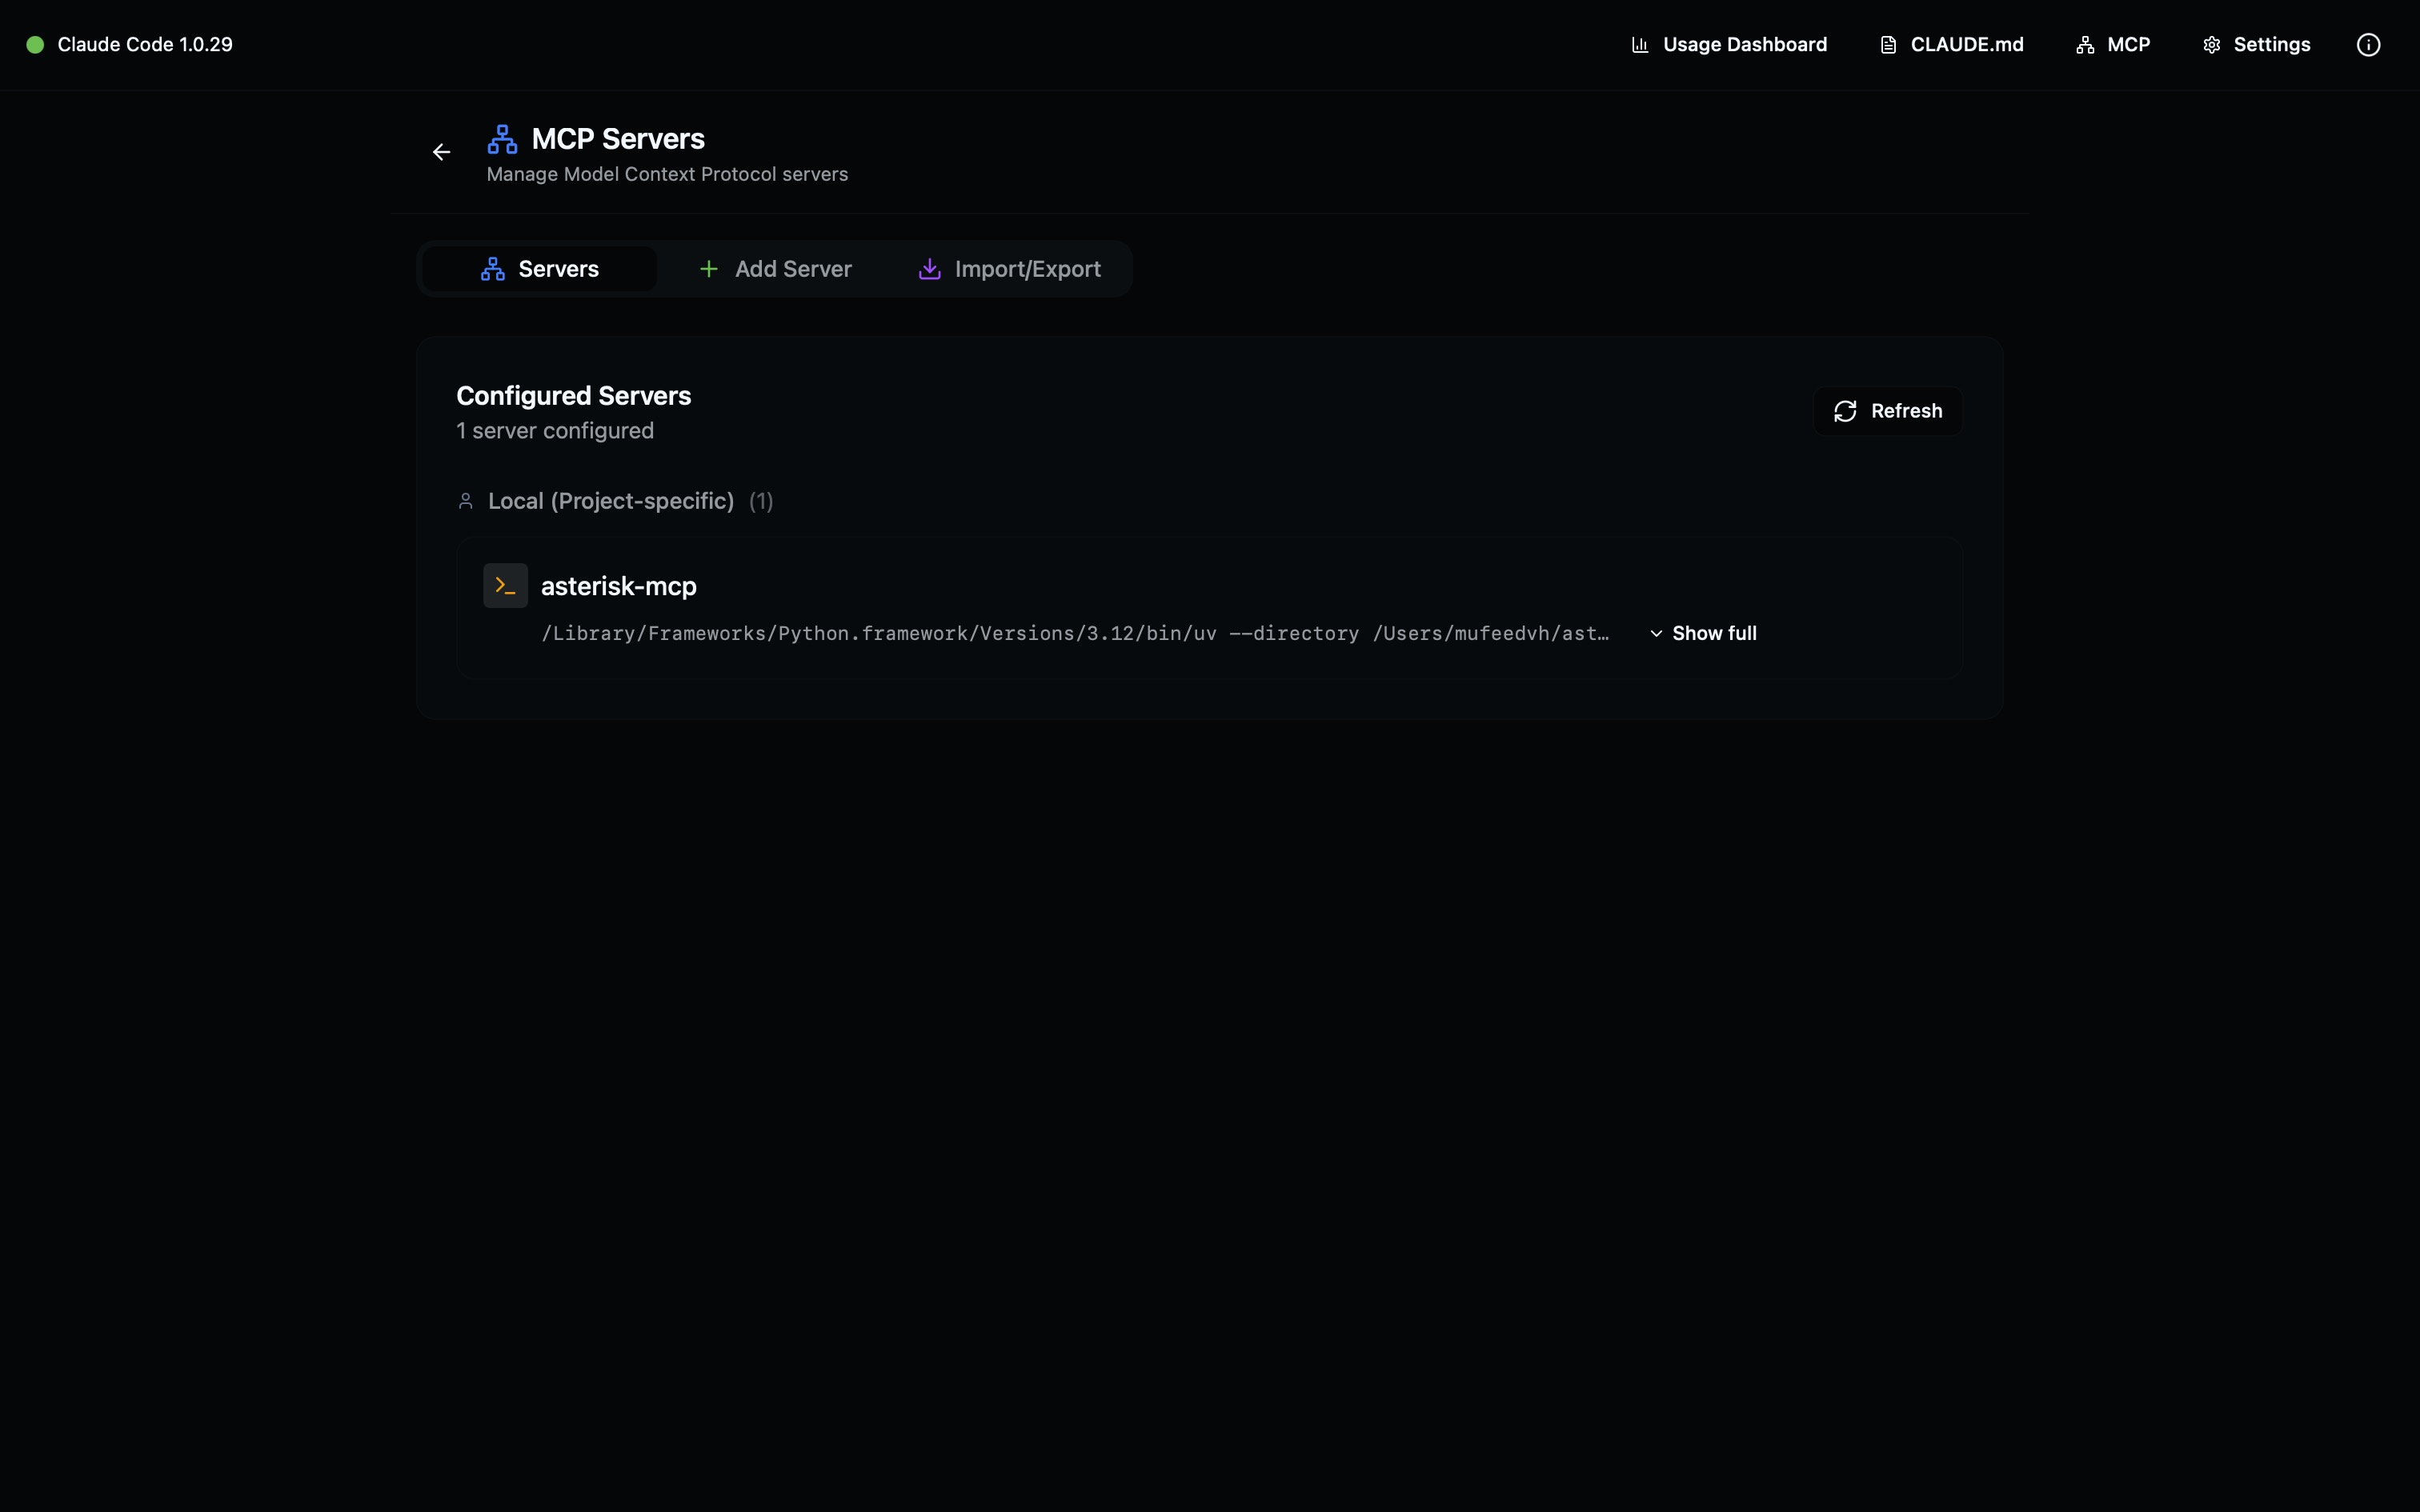 Claude Code 1.0.29
Usage Dashboard
CLAUDE.md
MCP
Settings
MCP Servers
Manage Model Context Protocol servers
Servers
Add Server
Import/Export
Configured Servers
1 server configured
Refresh
Local (Project-specific) (1)
asterisk-mcp
/Library/Frameworks/Python.framework/Versions/3.12/bin/uv --directory /Users/mufeedvh/ast…
Show full